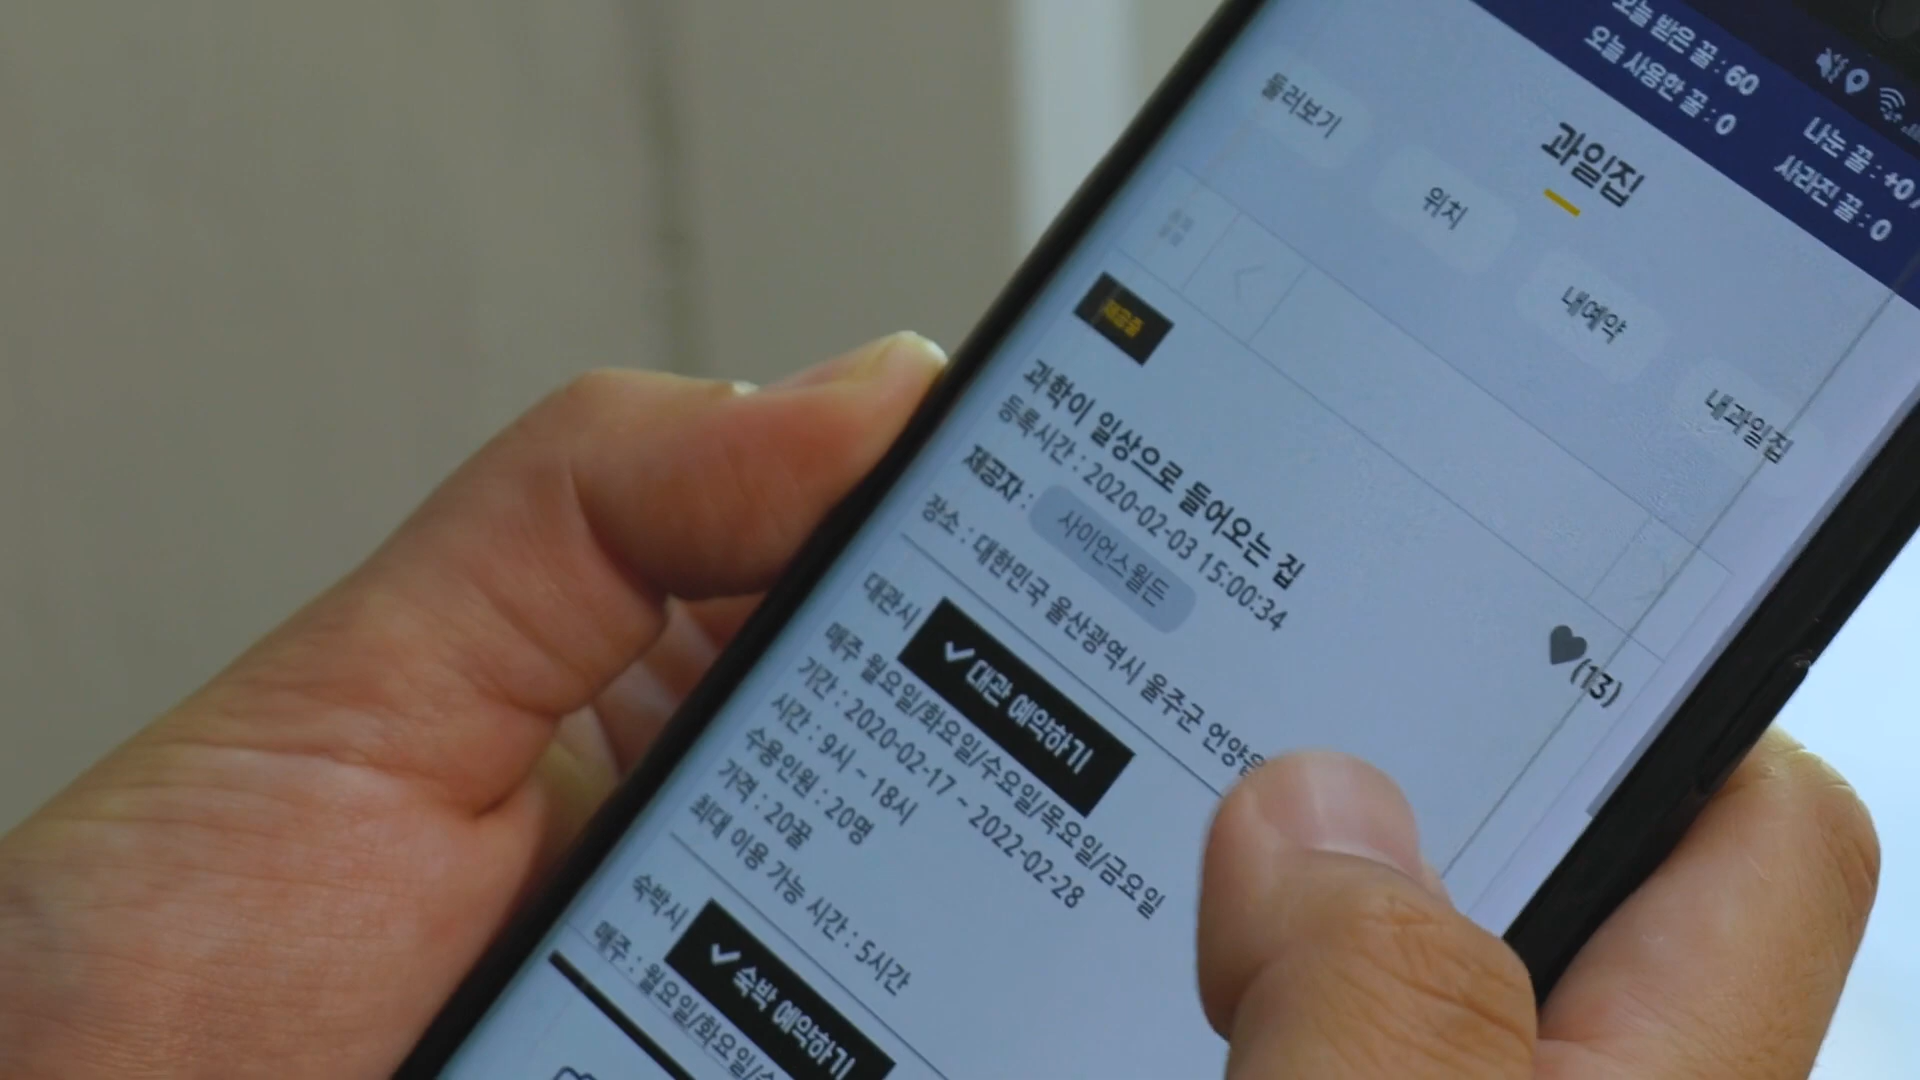 오늘 받은 꿀 : 60
오늘 사용한 꿀 : 0
나눈 꿀 : +0 /
사라진 꿀 : 0
과일집
둘러보기
위치
내예약
내과일집
제공중
과학이 일상으로 들어오는 집
등록시간 : 2020-02-03 15:00:34
제공자 : 사이언스월든
장소 : 대한민국 울산광역시 울주군 언양읍
(13)
대관시
대관 예약하기
매주 월요일/화요일/수요일/목요일/금요일
기간 : 2020-02-17 ~ 2022-02-28
시간 : 9시 ~ 18시
수용인원 : 20명
가격 : 20꿀
최대 이용 가능 시간 : 5시간
숙박시
숙박 예약하기
매주 : 월요일/화요일/